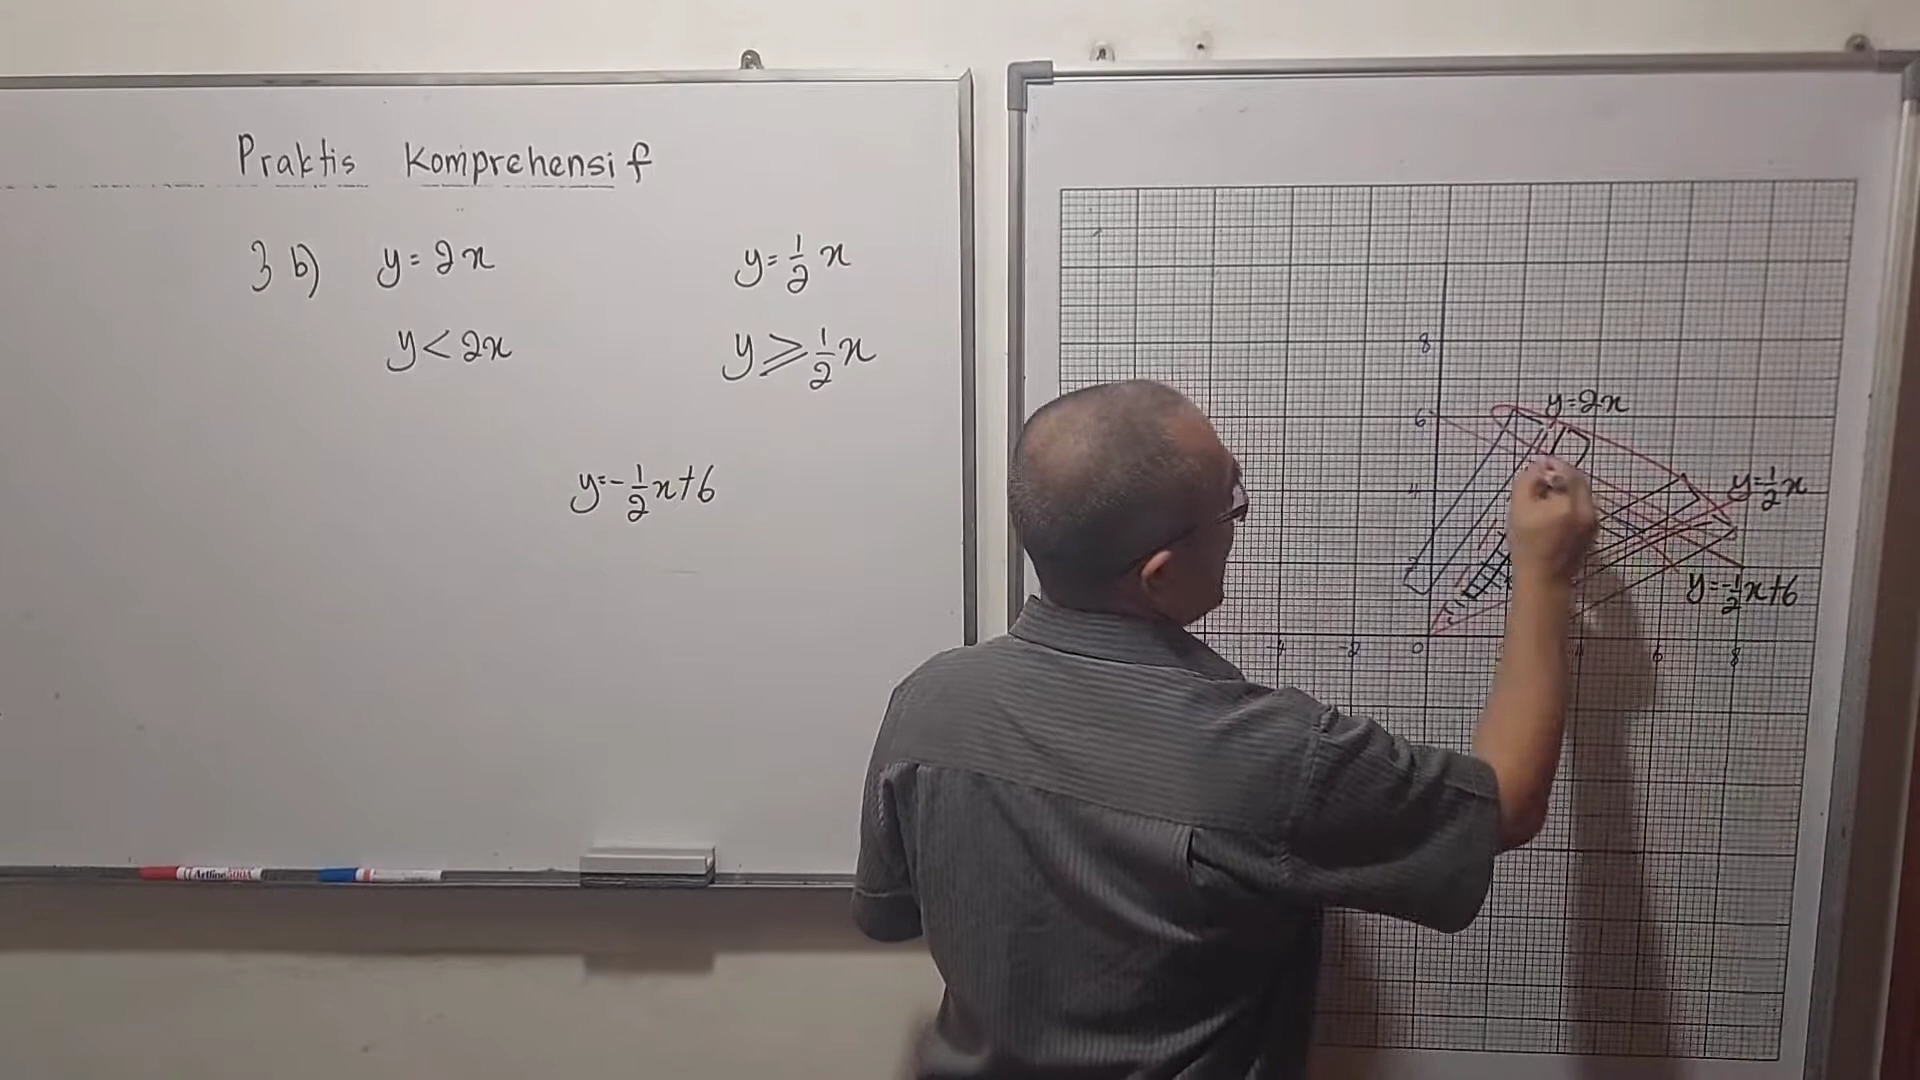 Praktis Komprehensif
3 b) y = 2x y = 1/2 x
y < 2x y ⩾ 1/2 x
y = -1/2 x + 6
8
6
4
y = 2x
y = 1/2 x
y = -1/2 x + 6
-2 0 6 8
Artline 500A